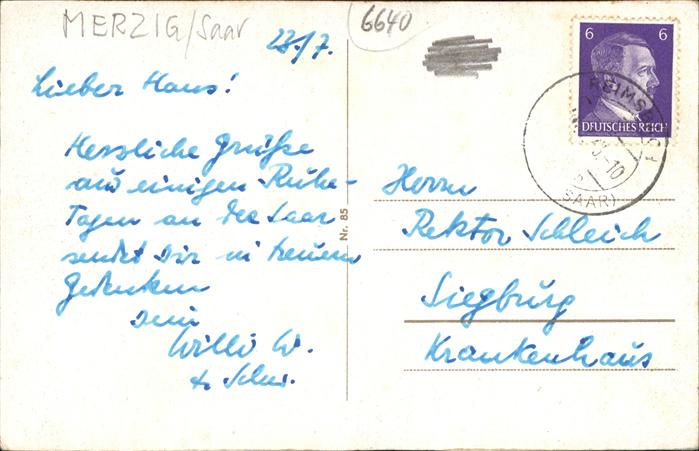 MERZIG/Saar
6640
23./7.
Lieber Hans!
Herzliche Grüße
aus einigen Ruhe-
Tagen an der Saar
sendet Dir in treuem
Gedenken
Dein
Willi W.
Nr. 85
6 6
DEUTSCHES REICH
(SAAR)
Herrn
Rektor Schleich
Siegburg
Krankenhaus